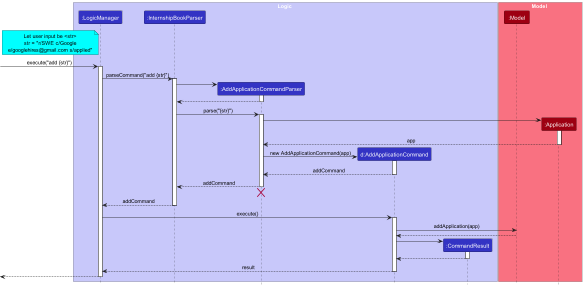 Logic
Model
:LogicManager
:InternshipBookParser
:Model
Let user input be <str>
str = "r/SWE c/Google
e/googlehires@gmail.com s/applied"
execute("add {str}")
parseCommand("add {str}")
:AddApplicationCommandParser
parse("{str}")
:Application
app
new AddApplicationCommand(app)
d:AddApplicationCommand
addCommand
addCommand
addCommand
execute()
addApplication(app)
:CommandResult
result